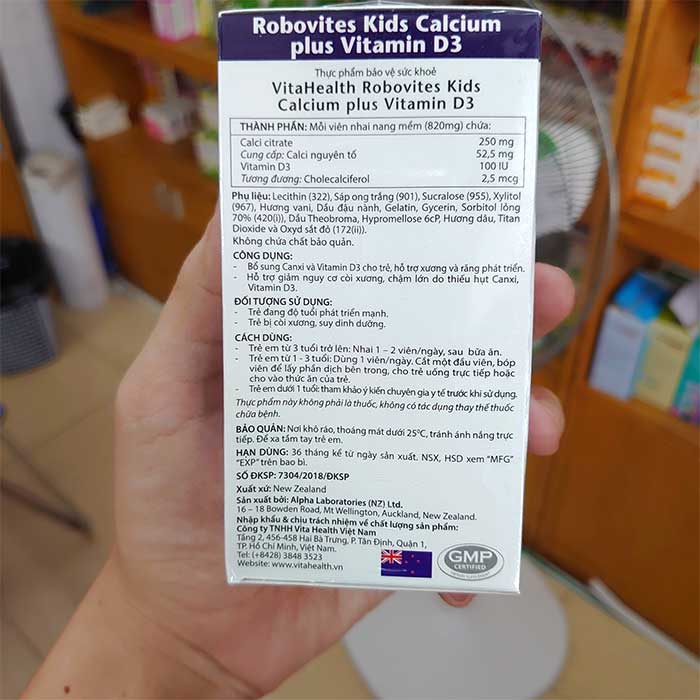 Robovites Kids Calcium
plus Vitamin D3
Thực phẩm bảo vệ sức khoẻ
VitaHealth Robovites Kids
Calcium plus Vitamin D3
THÀNH PHẦN: Mỗi viên nhai nang mềm (820mg) chứa:
Calci citrate 250 mg
Cung cấp: Calci nguyên tố 52,5 mg
Vitamin D3 100 IU
Tương đương: Cholecalciferol 2,5 mcg
Phụ liệu: Lecithin (322), Sáp ong trắng (901), Sucralose (955), Xylitol
(967), Hương vani, Dầu đậu nành, Gelatin, Gycerin, Sorbitol lỏng
70% (420(i)), Dầu Theobroma, Hypromellose 6cP, Hương dâu, Titan
Dioxide và Oxyd sắt đỏ (172(ii)).
Không chứa chất bảo quản.
CÔNG DỤNG:
- Bổ sung Canxi và Vitamin D3 cho trẻ, hỗ trợ xương và răng phát triển.
- Hỗ trợ giảm nguy cơ còi xương, chậm lớn do thiếu hụt Canxi,
Vitamin D3.
ĐỐI TƯỢNG SỬ DỤNG:
- Trẻ đang độ tuổi phát triển mạnh.
- Trẻ bị còi xương, suy dinh dưỡng.
CÁCH DÙNG:
- Trẻ em từ 3 tuổi trở lên: Nhai 1 – 2 viên/ngày, sau bữa ăn.
- Trẻ em từ 1 - 3 tuổi: Dùng 1 viên/ngày. Cắt một đầu viên, bóp
viên để lấy phần dịch bên trong, cho trẻ uống trực tiếp hoặc
cho vào thức ăn của trẻ.
- Trẻ em dưới 1 tuổi: tham khảo ý kiến chuyên gia y tế trước khi sử dụng.
Thực phẩm này không phải là thuốc, không có tác dụng thay thế thuốc
chữa bệnh.
BẢO QUẢN: Nơi khô ráo, thoáng mát dưới 25⁰C, tránh ánh nắng trực
tiếp. Để xa tầm tay trẻ em.
HẠN DÙNG: 36 tháng kể từ ngày sản xuất. NSX, HSD xem "MFG"
"EXP" trên bao bì.
SỐ ĐKSP: 7304/2018/ĐKSP
Xuất xứ: New Zealand
Sản xuất bởi: Alpha Laboratories (NZ) Ltd.
16 – 18 Bowden Road, Mt Wellington, Auckland, New Zealand.
Nhập khẩu & chịu trách nhiệm về chất lượng sản phẩm:
Công ty TNHH Vita Health Việt Nam
Tầng 2, 456-458 Hai Bà Trưng, P. Tân Định, Quận 1,
TP. Hồ Chí Minh, Việt Nam.
Tel: (+8428) 3848 3523
Website: www.vitahealth.vn
GMP
CERTIFIED